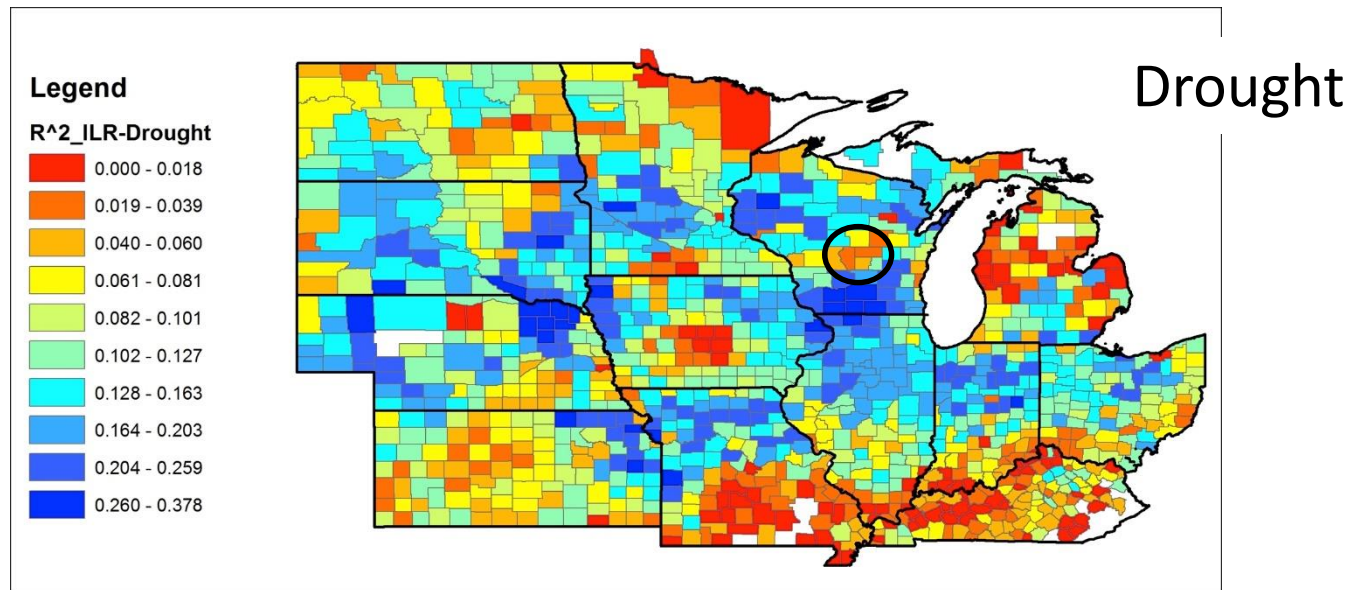 Drought
Legend
R^2_ILR-Drought
0.000 - 0.018
0.019 - 0.039
0.040 - 0.060
0.061 - 0.081
0.082 - 0.101
0.102 - 0.127
0.128 - 0.163
0.164 - 0.203
0.204 - 0.259
0.260 - 0.378